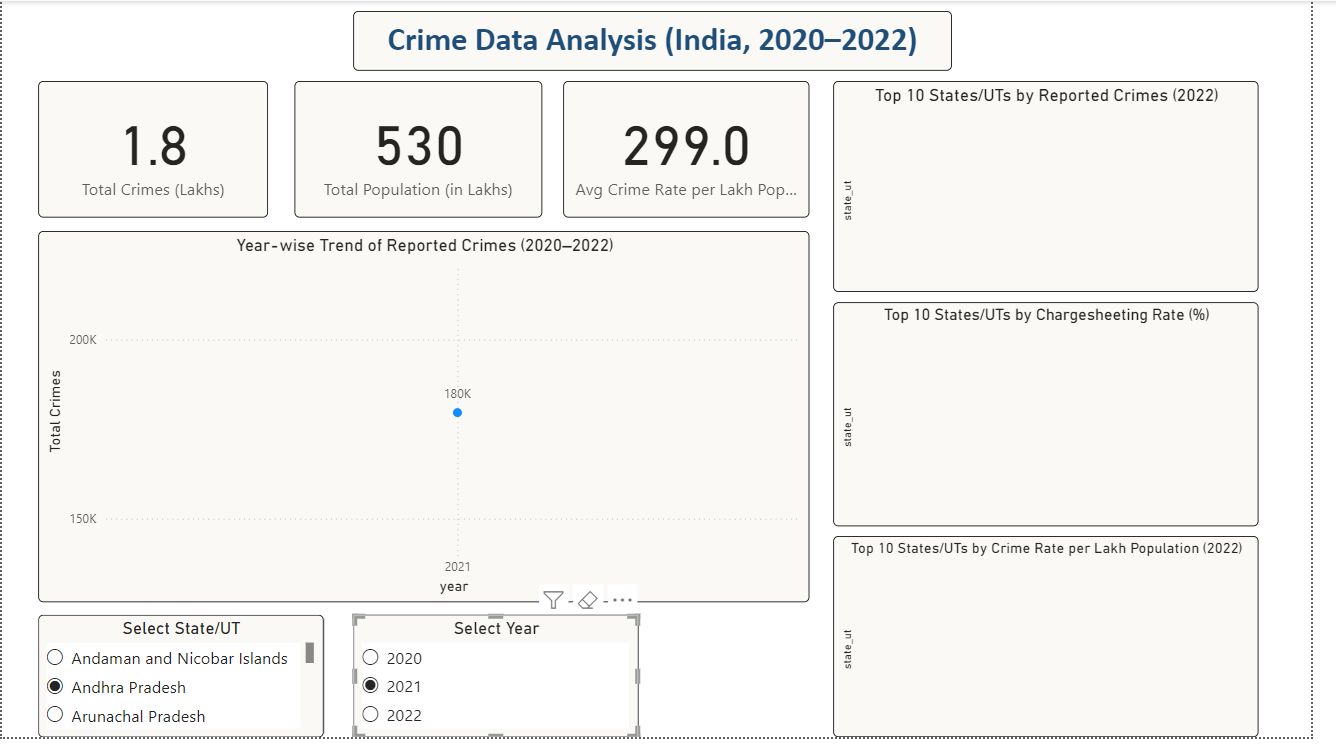 Crime Data Analysis (India, 2020–2022)
1.8
Total Crimes (Lakhs)
530
Total Population (in Lakhs)
299.0
Avg Crime Rate per Lakh Pop...
Year-wise Trend of Reported Crimes (2020–2022)
Total Crimes
200K
180K
150K
2021
year
Select State/UT
Andaman and Nicobar Islands
Andhra Pradesh
Arunachal Pradesh
Select Year
2020
2021
2022
Top 10 States/UTs by Reported Crimes (2022)
state_ut
Top 10 States/UTs by Chargesheeting Rate (%)
state_ut
Top 10 States/UTs by Crime Rate per Lakh Population (2022)
state_ut